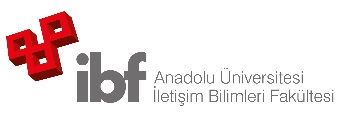 ibf
Anadolu Üniversitesi
İletişim Bilimleri Fakültesi